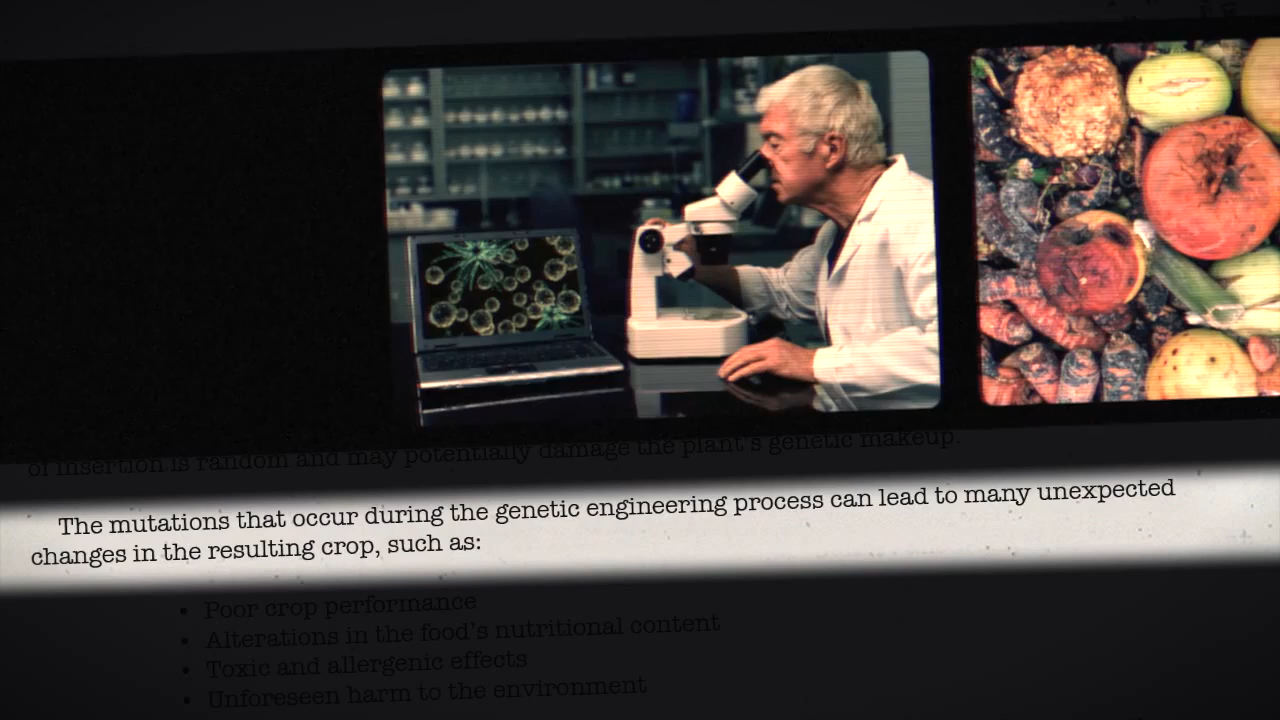 of insertion is random and may potentially damage the plant's genetic makeup.
The mutations that occur during the genetic engineering process can lead to many unexpected
changes in the resulting crop, such as:
• Poor crop performance
• Alterations in the food's nutritional content
• Toxic and allergenic effects
• Unforeseen harm to the environment